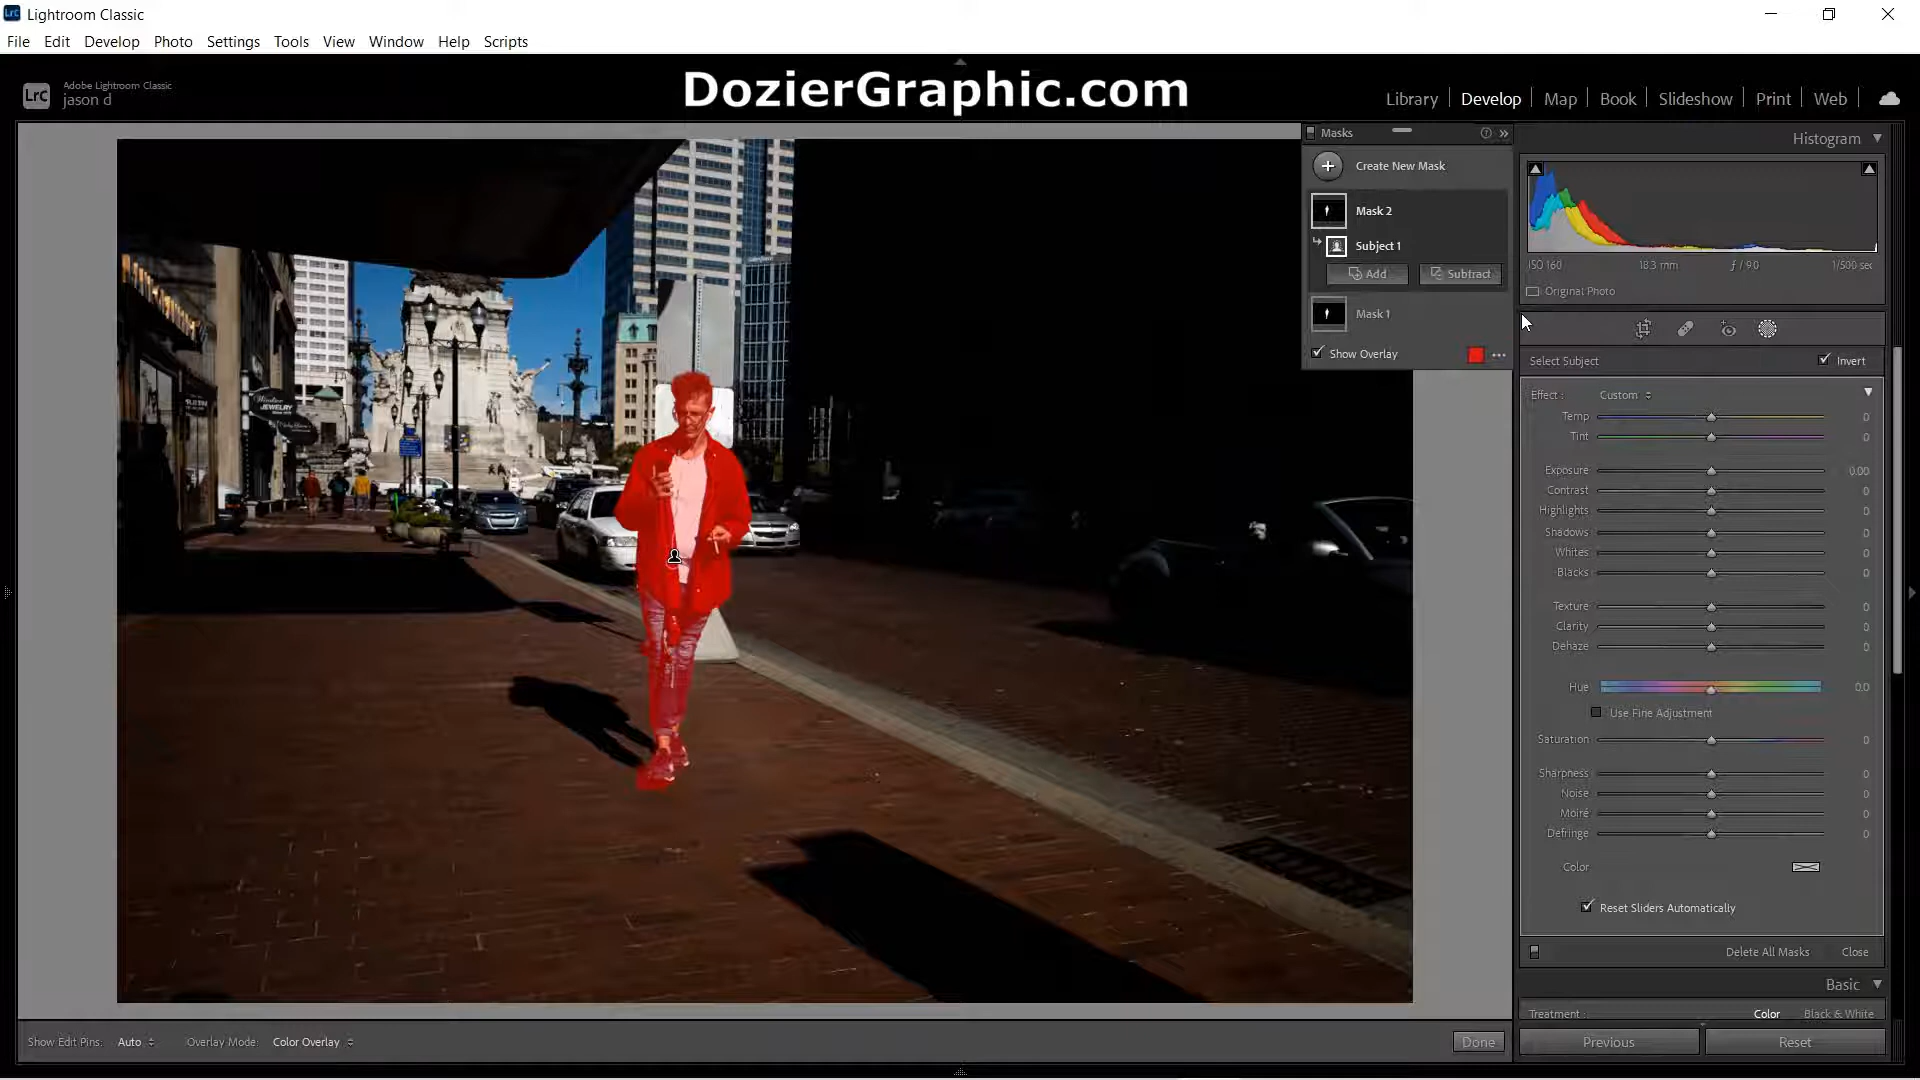 Lightroom Classic
File Edit Develop Photo Settings Tools View Window Help Scripts
DozierGraphic.com
LrC
Adobe Lightroom Classic
jason d
Library Develop Map Book Slideshow Print Web
Masks
Create New Mask
Mask 2
Subject 1
Add Subtract
Mask 1
Show Overlay
Histogram
ISO 160 18.3 mm ƒ / 9.0 1/500 sec
Original Photo
Select Subject Invert
Effect : Custom
Temp 0
Tint 0
Exposure 0.00
Contrast 0
Highlights 0
Shadows 0
Whites 0
Blacks 0
Texture 0
Clarity 0
Dehaze 0
Hue 0.0
Use Fine Adjustment
Saturation 0
Sharpness 0
Noise 0
Moiré 0
Defringe 0
Color
Reset Sliders Automatically
Delete All Masks Close
Basic
Treatment : Color Black & White
Previous Reset
JEWELRY
Show Edit Pins: Auto Overlay Mode: Color Overlay Done